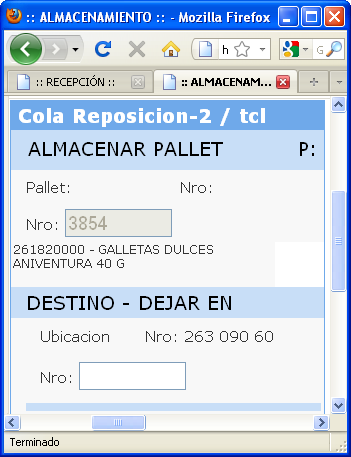 :: ALMACENAMIENTO :: - Mozilla Firefox
h
G
:: RECEPCIÓN ::
:: ALMACENAM...
Cola Reposicion-2 / tcl
ALMACENAR PALLET P:
Pallet: Nro:
Nro: 3854
261820000 - GALLETAS DULCES
ANIVENTURA 40 G
DESTINO - DEJAR EN
Ubicacion Nro: 263 090 60
Nro:
Terminado